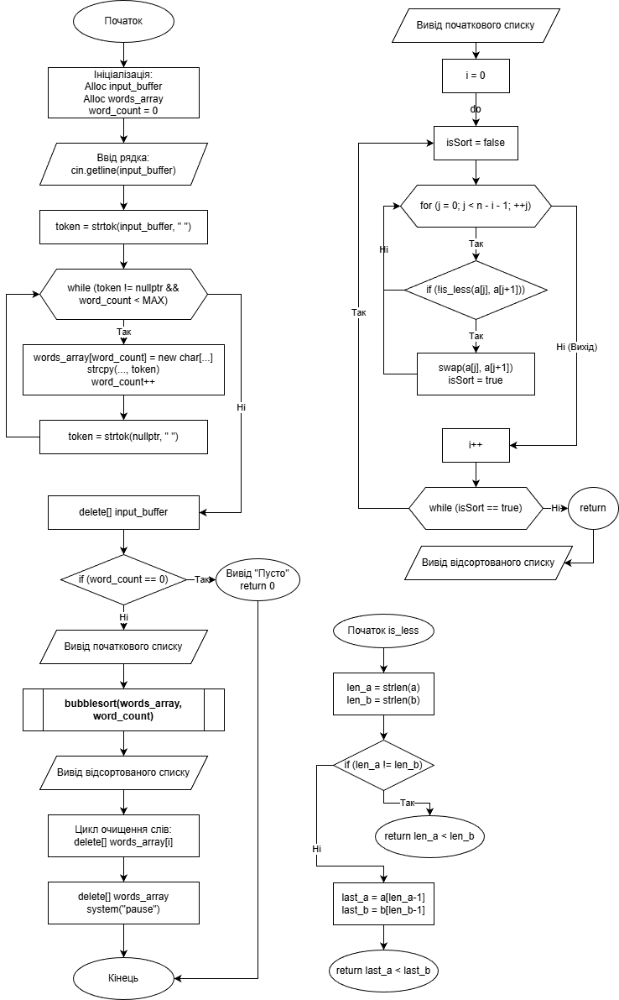 Початок
Ініціалізація:
Alloc input_buffer
Alloc words_array
word_count = 0
Ввід рядка:
cin.getline(input_buffer)
token = strtok(input_buffer, " ")
while (token != nullptr &&
word_count < MAX)
Так
words_array[word_count] = new char[...]
strcpy(..., token)
word_count++
Ні
token = strtok(nullptr, " ")
delete[] input_buffer
if (word_count == 0)
Так
Вивід "Пусто"
return 0
Ні
Вивід початкового списку
bubblesort(words_array,
word_count)
Вивід відсортованого списку
Цикл очищення слів:
delete[] words_array[i]
delete[] words_array
system("pause")
Кінець
Вивід початкового списку
i = 0
do
isSort = false
for (j = 0; j < n - i - 1; ++j)
Так
Ні
if (!is_less(a[j], a[j+1]))
Так
Так
Ні (Вихід)
swap(a[j], a[j+1])
isSort = true
i++
while (isSort == true)
Ні
return
Вивід відсортованого списку
Початок is_less
len_a = strlen(a)
len_b = strlen(b)
if (len_a != len_b)
Так
return len_a < len_b
Ні
last_a = a[len_a-1]
last_b = b[len_b-1]
return last_a < last_b